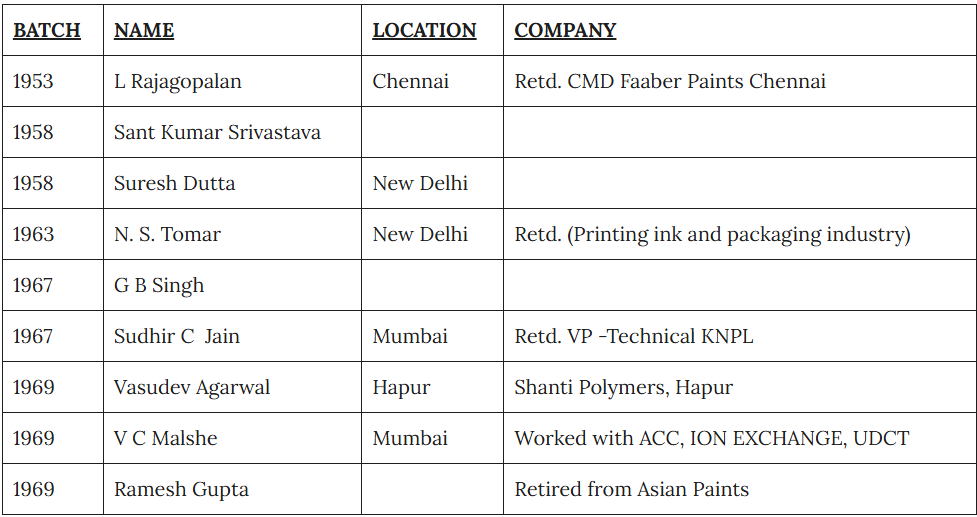 BATCH NAME LOCATION COMPANY
1953 L Rajagopalan Chennai Retd. CMD Faaber Paints Chennai
1958 Sant Kumar Srivastava
1958 Suresh Dutta New Delhi
1963 N. S. Tomar New Delhi Retd. (Printing ink and packaging industry)
1967 G B Singh
1967 Sudhir C  Jain Mumbai Retd. VP -Technical KNPL
1969 Vasudev Agarwal Hapur Shanti Polymers, Hapur
1969 V C Malshe Mumbai Worked with ACC, ION EXCHANGE, UDCT
1969 Ramesh Gupta Retired from Asian Paints